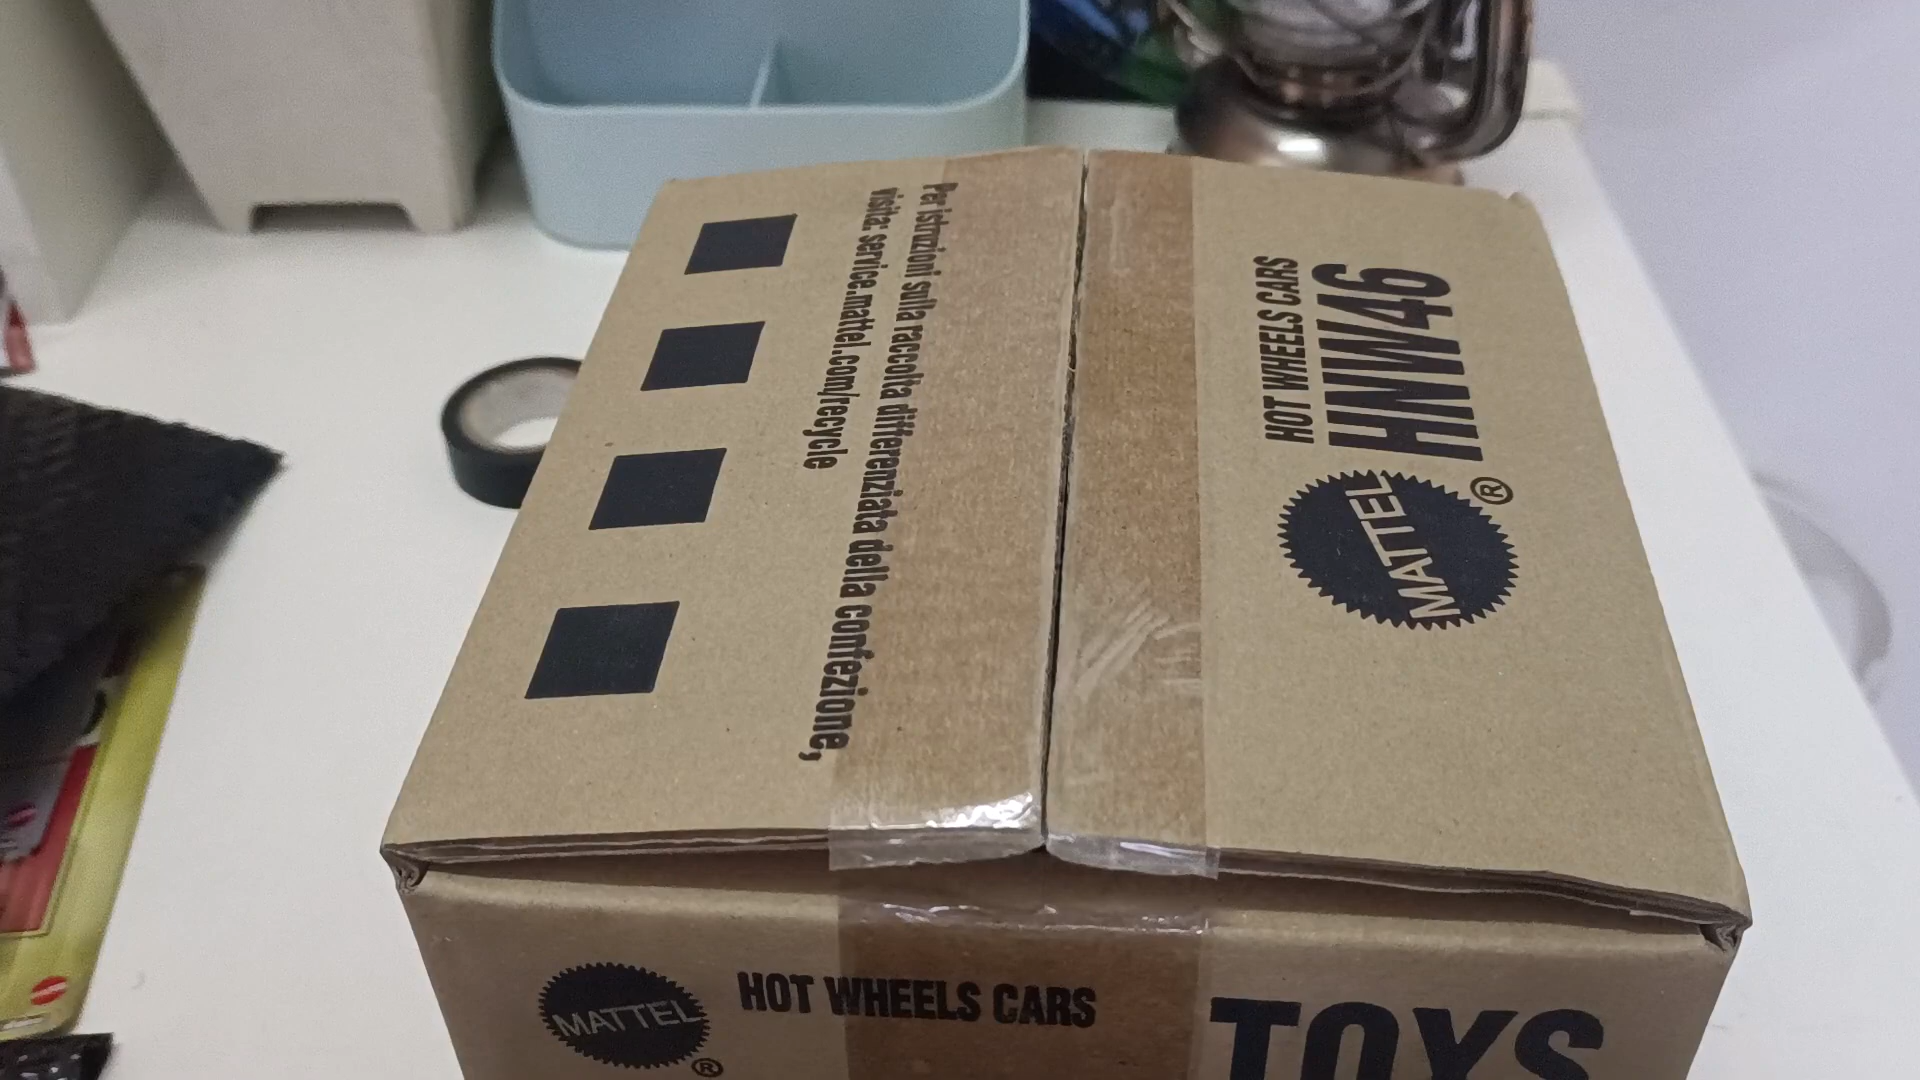 Per istruzioni sulla raccolta differenziata della confezione,
visita: service.mattel.com/recycle
HOT WHEELS CARS
HNW46
MATTEL
®
MATTEL
®
HOT WHEELS CARS
TOYS